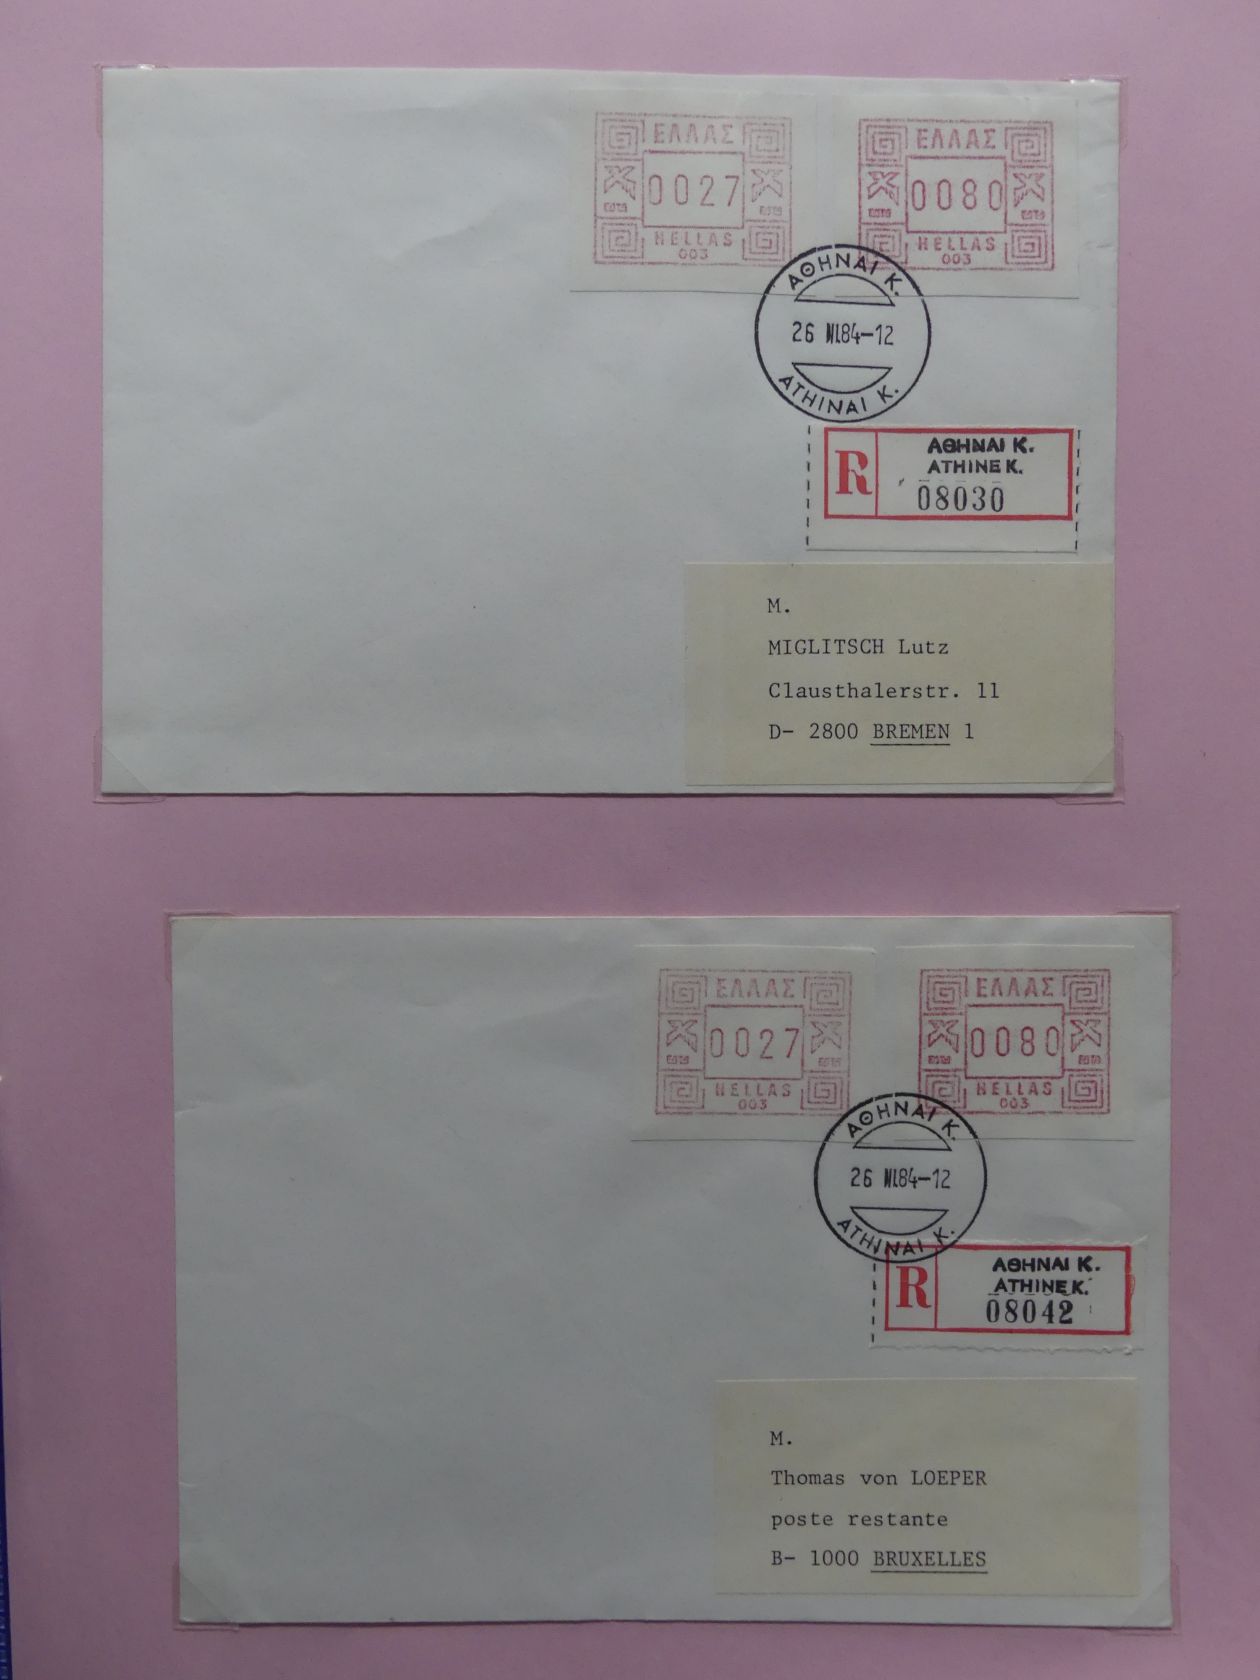 ΕΛΛΑΣ
0027
HELLAS
003
ΕΛΛΑΣ
0080
HELLAS
003
ΑΘΗΝΑΙ Κ.
26 84-12
ATHINAI K.
R
ΑΘΗΝΑΙ Κ.
ATHINE K.
08030
M.
MIGLITSCH Lutz
Clausthalerstr. 11
D- 2800 BREMEN 1
ΕΛΛΑΣ
0027
HELLAS
003
ΕΛΛΑΣ
0080
HELLAS
003
ΑΘΗΝΑΙ Κ.
26 84-12
ATHINAI K.
R
ΑΘΗΝΑΙ Κ.
ATHINE K.
08042
M.
Thomas von LOEPER
poste restante
B- 1000 BRUXELLES